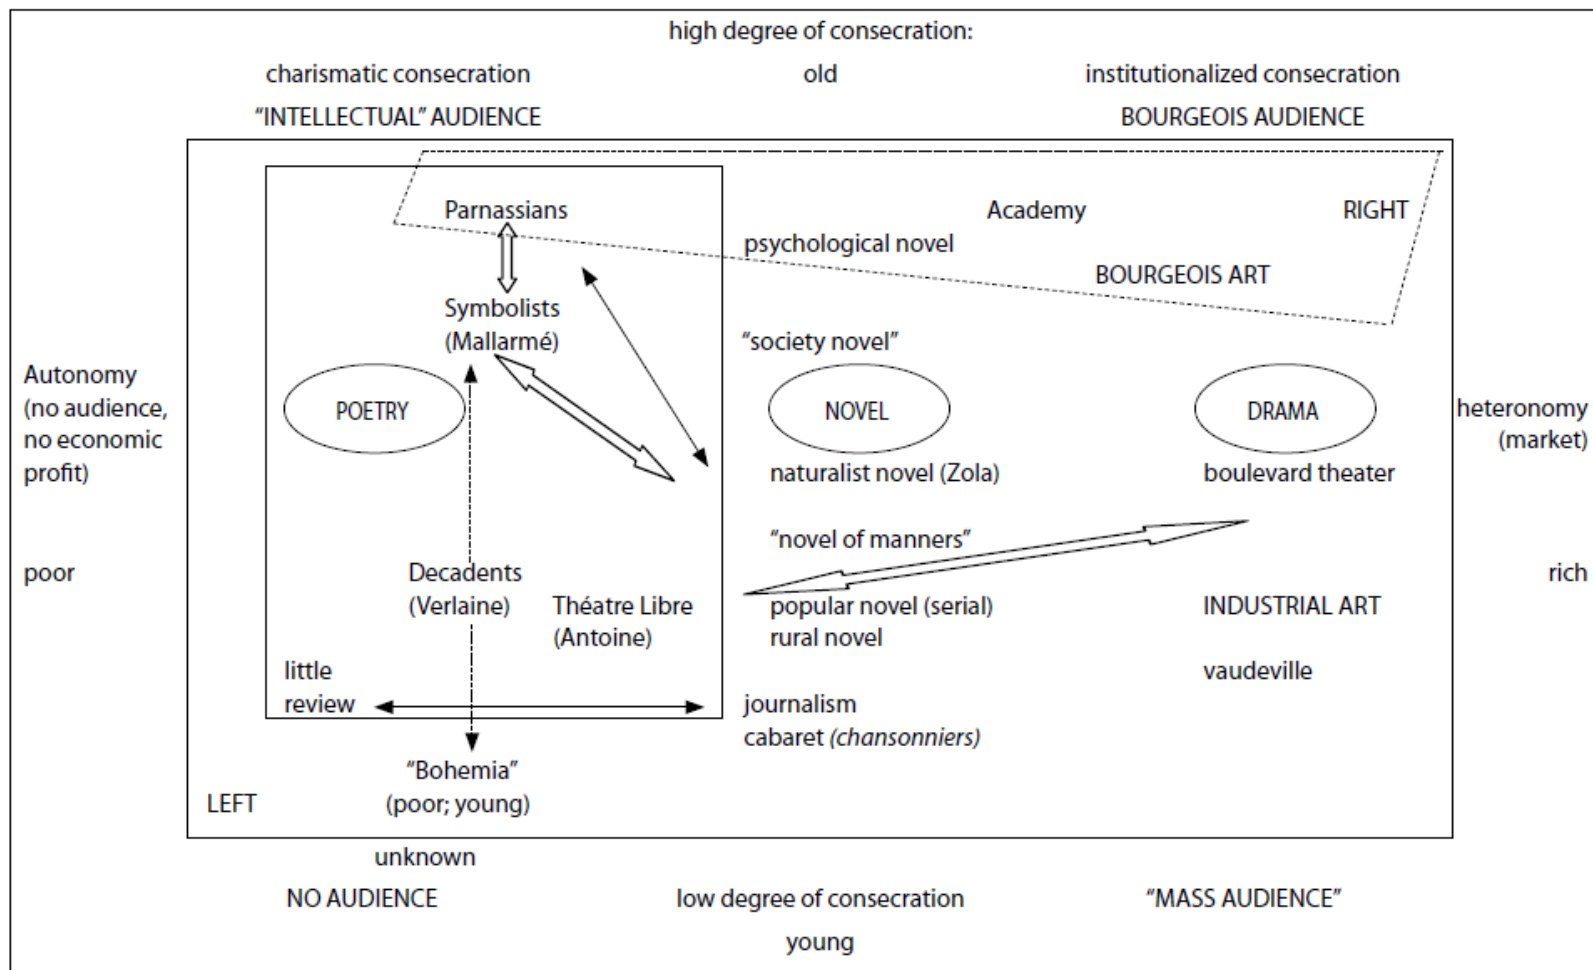 high degree of consecration:
charismatic consecration
old
institutionalized consecration
“INTELLECTUAL” AUDIENCE
BOURGEOIS AUDIENCE
Parnassians
Academy
RIGHT
psychological novel
BOURGEOIS ART
Symbolists
(Mallarmé)
“society novel”
Autonomy
(no audience,
no economic
profit)
POETRY
NOVEL
DRAMA
heteronomy
(market)
naturalist novel (Zola)
boulevard theater
“novel of manners”
poor
Decadents
(Verlaine)
rich
Théatre Libre
(Antoine)
popular novel (serial)
rural novel
INDUSTRIAL ART
little
review
vaudeville
journalism
cabaret (chansonniers)
“Bohemia”
(poor; young)
LEFT
unknown
NO AUDIENCE
low degree of consecration
“MASS AUDIENCE”
young